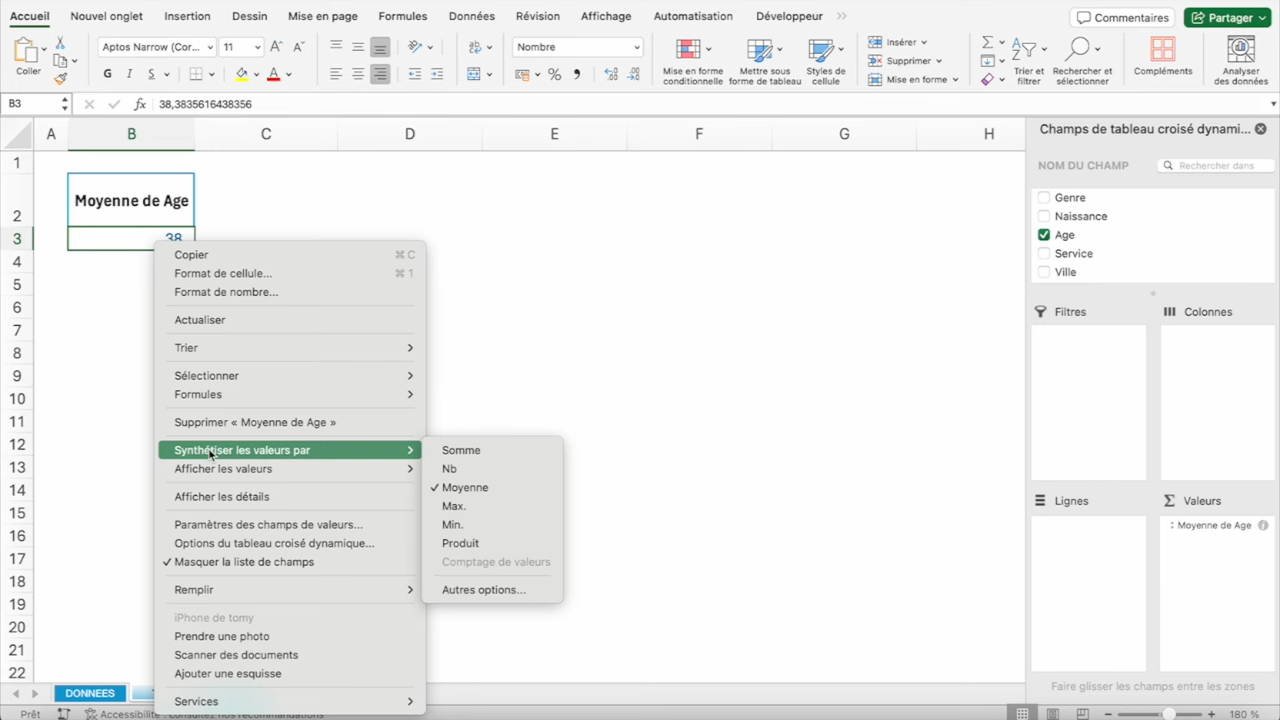 Accueil Nouvel onglet Insertion Dessin Mise en page Formules Données Révision Affichage Automatisation Développeur Commentaires Partager
Coller
Aptos Narrow (Cor... 11
G I S
Nombre
Mise en forme conditionnelle
Mettre sous forme de tableau
Styles de cellule
Insérer
Supprimer
Mise en forme
Trier et filtrer
Rechercher et sélectionner
Compléments
Analyser des données
B3 fx 38,3835616438356
A B C D E F G H
1
2 Moyenne de Age
3 38
4
5
6
7
8
9
10
11
12
13
14
15
16
17
18
19
20
21
22
Copier ⌘ C
Format de cellule... ⌘ 1
Format de nombre...
Actualiser
Trier
Sélectionner
Formules
Supprimer « Moyenne de Age »
Synthétiser les valeurs par
Afficher les valeurs
Afficher les détails
Paramètres des champs de valeurs...
Options du tableau croisé dynamique...
✓ Masquer la liste de champs
Remplir
iPhone de tomy
Prendre une photo
Scanner des documents
Ajouter une esquisse
Services
Somme
Nb
✓ Moyenne
Max.
Min.
Produit
Comptage de valeurs
Autres options...
Champs de tableau croisé dynami...
NOM DU CHAMP Rechercher dans
Genre
Naissance
Age
Service
Ville
Filtres Colonnes
Lignes Valeurs
Moyenne de Age
Faire glisser les champs entre les zones
DONNEES
Prêt Accessibilité : consultez nos recommandations 180 %